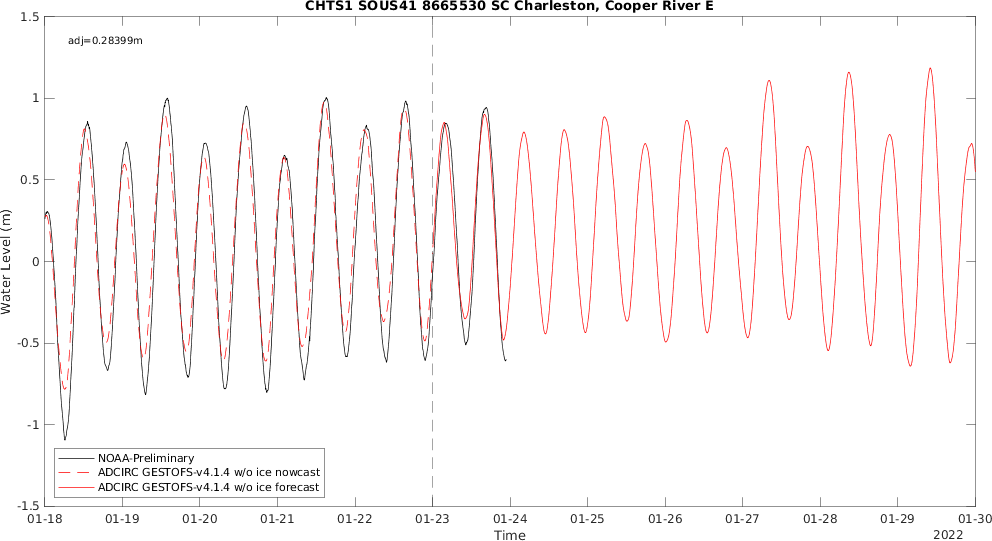 CHTS1 SOUS41 8665530 SC Charleston, Cooper River E
adj=0.28399m
1.5
1
0.5
0
-0.5
-1
-1.5
Water Level (m)
NOAA-Preliminary
ADCIRC GESTOFS-v4.1.4 w/o ice nowcast
ADCIRC GESTOFS-v4.1.4 w/o ice forecast
01-18 01-19 01-20 01-21 01-22 01-23 01-24 01-25 01-26 01-27 01-28 01-29 01-30
Time
2022